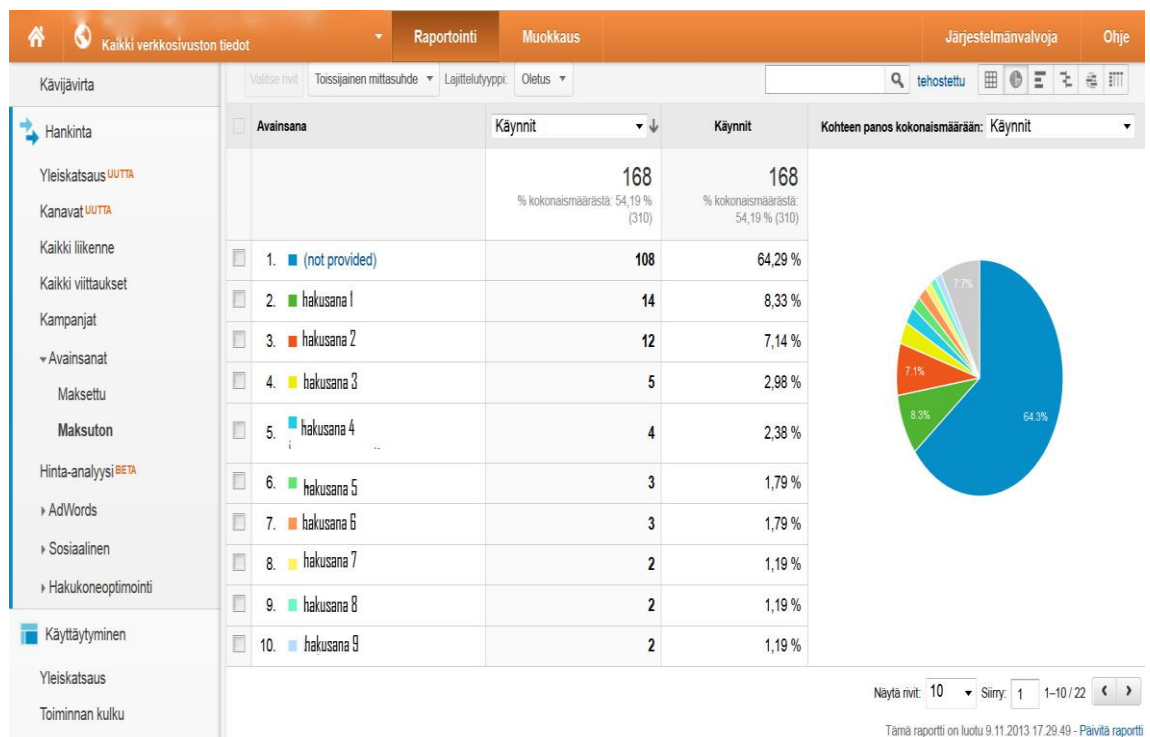 Kaikki verkkosivuston tiedot Raportointi Muokkaus Järjestelmänvalvoja Ohje
Kävijävirta
Hankinta
Yleiskatsaus UUTTA
Kanavat UUTTA
Kaikki liikenne
Kaikki viittaukset
Kampanjat
Avainsanat
Maksettu
Maksuton
Hinta-analyysi BETA
AdWords
Sosiaalinen
Hakukoneoptimointi
Käyttäytyminen
Yleiskatsaus
Toiminnan kulku
Valitse rivit Toissijainen mittasuhde Lajittelutyyppi: Oletus tehostettu
Avainsana Käynnit Käynnit Kohteen panos kokonaismäärään: Käynnit
168 168
% kokonaismäärästä: 54,19 % % kokonaismäärästä:
(310) 54,19 % (310)
1. (not provided) 108 64,29 %
2. hakusana 1 14 8,33 %
3. hakusana 2 12 7,14 %
4. hakusana 3 5 2,98 %
5. hakusana 4 4 2,38 %
6. hakusana 5 3 1,79 %
7. hakusana 6 3 1,79 %
8. hakusana 7 2 1,19 %
9. hakusana 8 2 1,19 %
10. hakusana 9 2 1,19 %
7.7%
7.1%
8.3% 64.3%
Näytä rivit: 10 Siirry: 1 1–10 / 22
Tämä raportti on luotu 9.11.2013 17.29.49 - Päivitä raportti